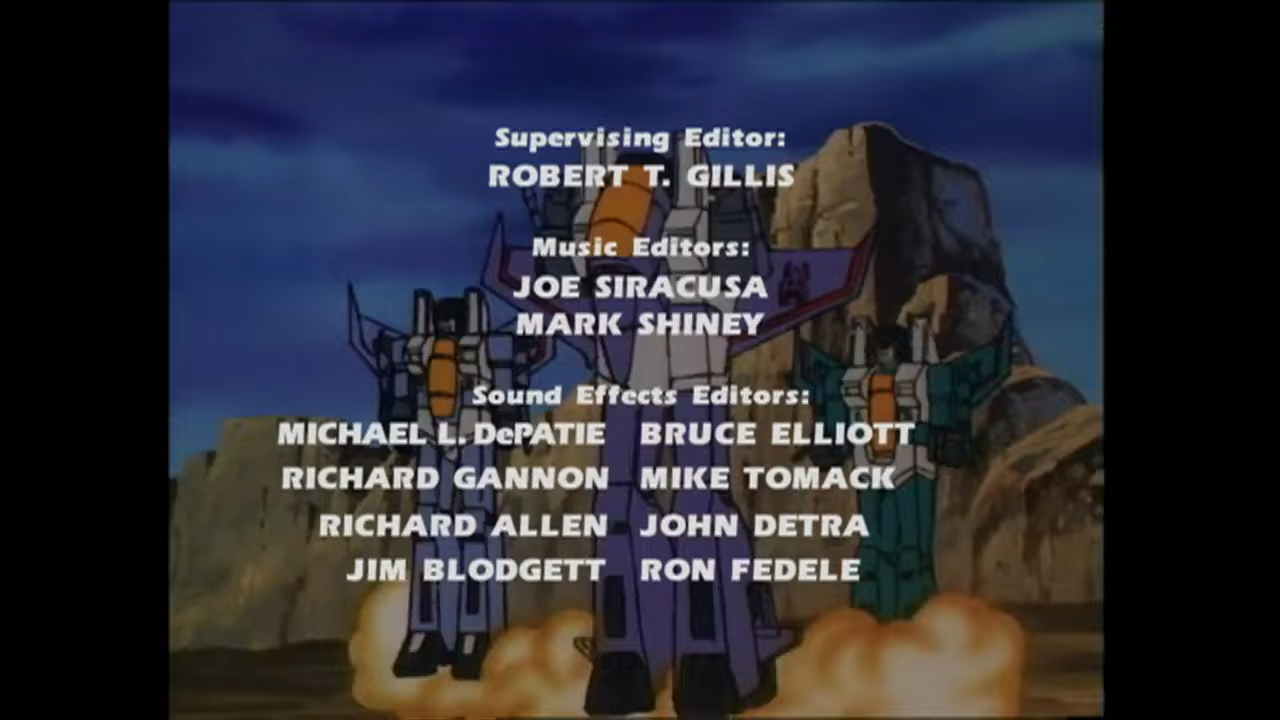 Supervising Editor:
ROBERT T. GILLIS
Music Editors:
JOE SIRACUSA
MARK SHINEY
Sound Effects Editors:
MICHAEL L. DePATIE BRUCE ELLIOTT
RICHARD GANNON MIKE TOMACK
RICHARD ALLEN JOHN DETRA
JIM BLODGETT RON FEDELE